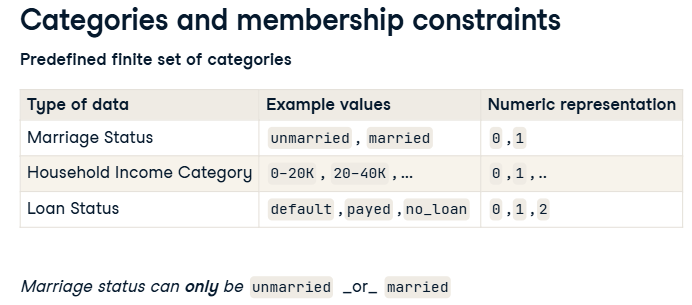 Categories and membership constraints
Predefined finite set of categories
Type of data Example values Numeric representation
Marriage Status unmarried , married 0 ,1
Household Income Category 0-20K , 20-40K ,... 0 ,1 ,..
Loan Status default ,payed ,no_loan 0 ,1 ,2
Marriage status can only be unmarried _or_ married